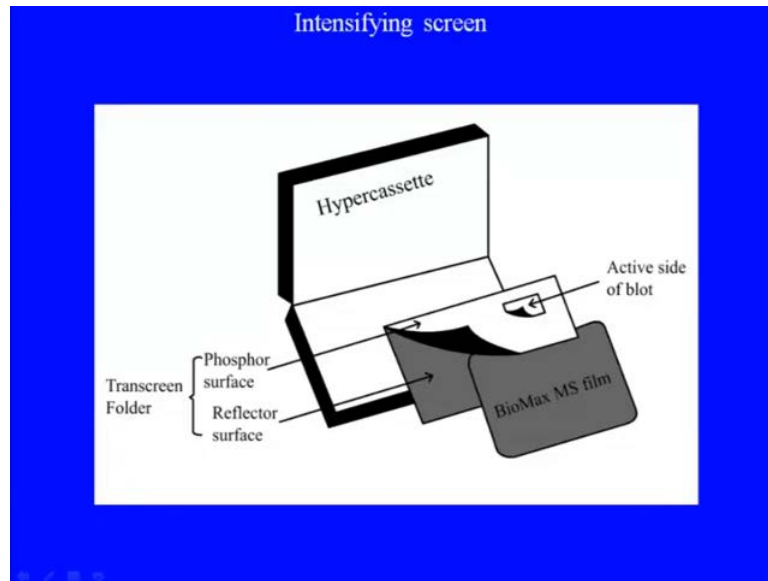 Intensifying screen
Hypercassette
Active side
of blot
Phosphor
surface
Transcreen
Folder
Reflector
surface
BioMax MS film